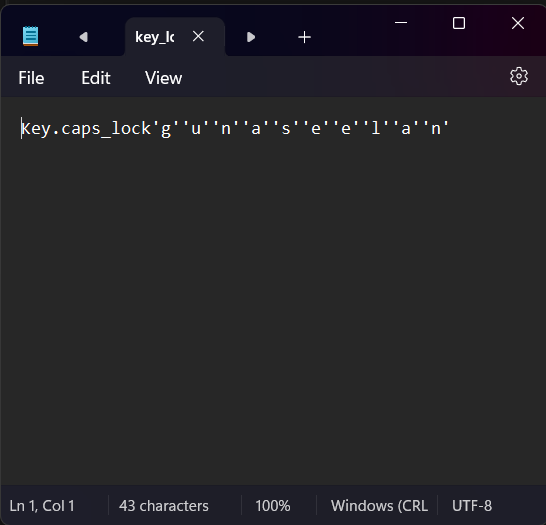 key_lc
File Edit View
Key.caps_lock'g''u''n''a''s''e''e''l''a''n'
Ln 1, Col 1 43 characters 100% Windows (CRL UTF-8